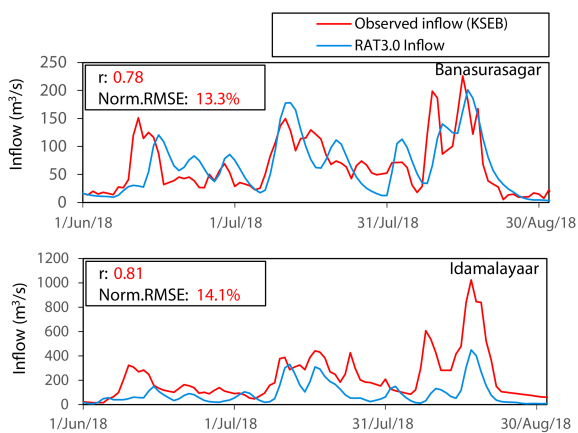 Observed inflow (KSEB)
RAT3.0 Inflow
Inflow (m³/s)
250
200
150
100
50
0
r: 0.78
Norm.RMSE: 13.3%
Banasurasagar
1/Jun/18
1/Jul/18
31/Jul/18
30/Aug/18
Inflow (m³/s)
1200
1000
800
600
400
200
0
r: 0.81
Norm.RMSE: 14.1%
Idamalayaar
1/Jun/18
1/Jul/18
31/Jul/18
30/Aug/18